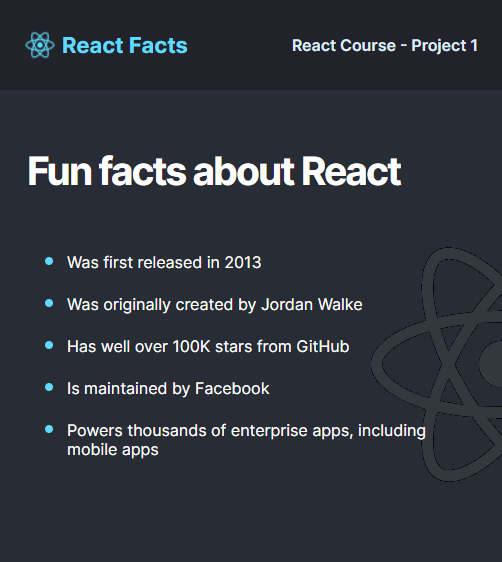 React Facts
React Course - Project 1
Fun facts about React
Was first released in 2013
Was originally created by Jordan Walke
Has well over 100K stars from GitHub
Is maintained by Facebook
Powers thousands of enterprise apps, including
mobile apps